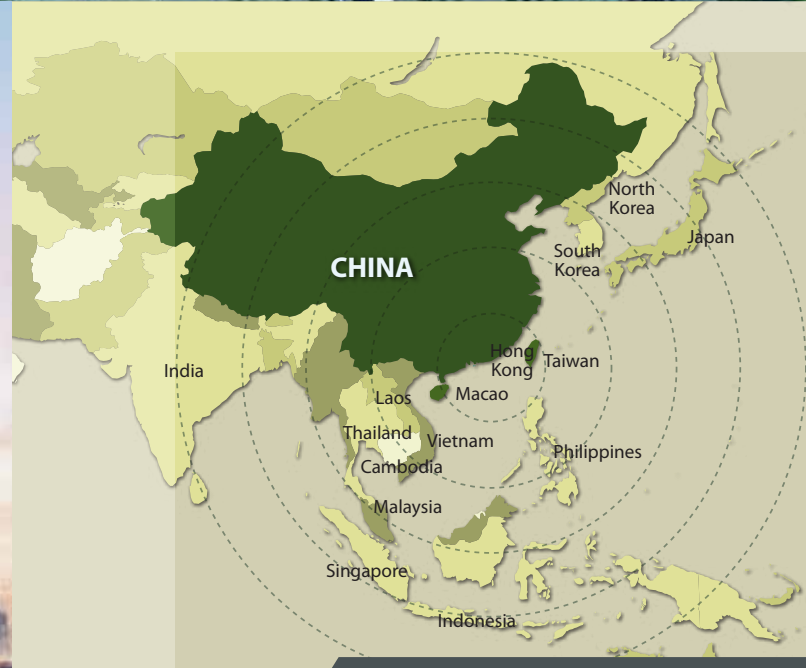 North
Korea
Japan
South
Korea
CHINA
Hong
Kong
Taiwan
India
Macao
Laos
Thailand
Vietnam
Philippines
Cambodia
Malaysia
Singapore
Indonesia